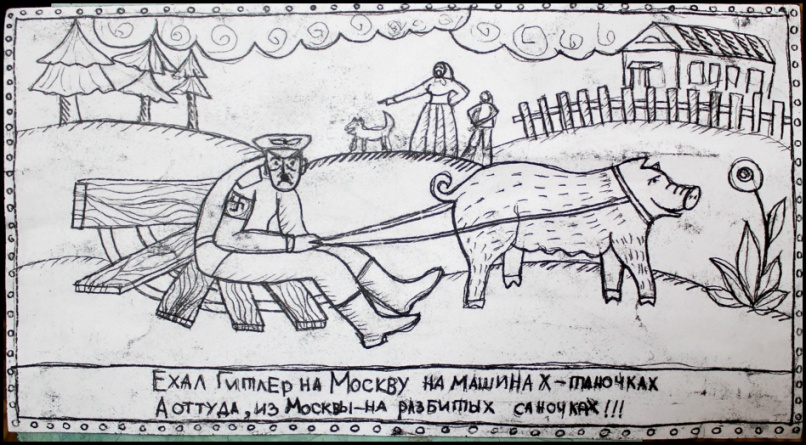 Ехал Гитлер на Москву на машинах-таночках
А оттуда, из Москвы-на разбитых саночках!!!